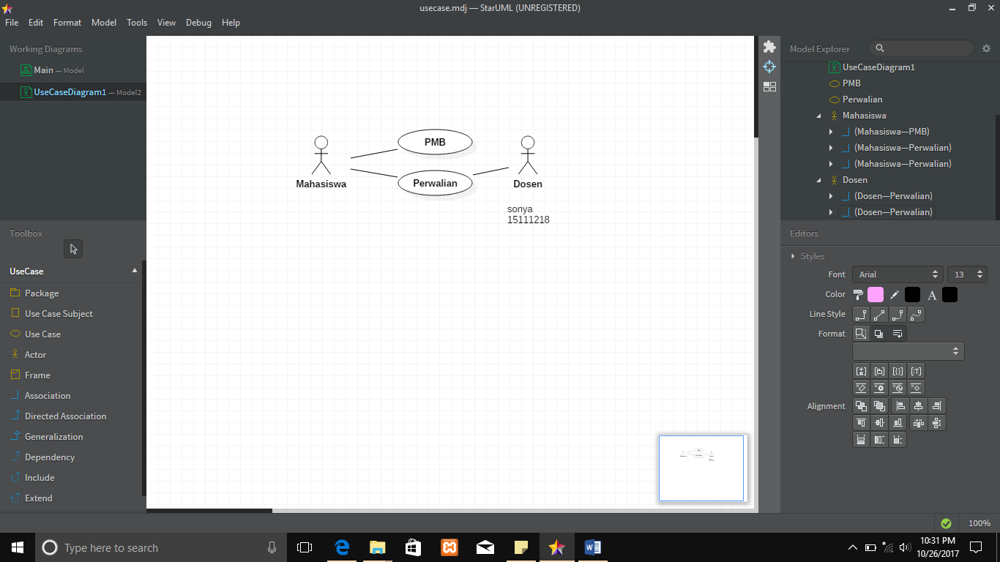 usecase.mdj — StarUML (UNREGISTERED)
File Edit Format Model Tools View Debug Help
Working Diagrams
Main — Model
UseCaseDiagram1 — Model2
Toolbox
UseCase
Package
Use Case Subject
Use Case
Actor
Frame
Association
Directed Association
Generalization
Dependency
Include
Extend
PMB
Mahasiswa
Perwalian
Dosen
sonya
15111218
Model Explorer
UseCaseDiagram1
PMB
Perwalian
Mahasiswa
(Mahasiswa—PMB)
(Mahasiswa—Perwalian)
(Mahasiswa—Perwalian)
Dosen
(Dosen—Perwalian)
(Dosen—Perwalian)
Editors
Styles
Font Arial 13
Color A
Line Style
Format
Alignment
100%
Type here to search
10:31 PM
10/26/2017